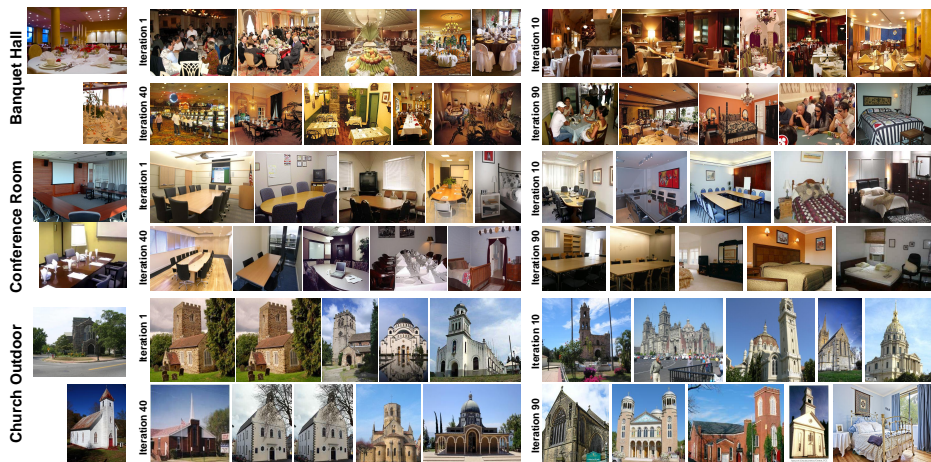 Banquet Hall
Iteration 1
Iteration 10
Iteration 40
Iteration 90
Conference Room
Iteration 1
Iteration 10
Iteration 40
Iteration 90
Church Outdoor
Iteration 1
Iteration 10
Iteration 40
Iteration 90